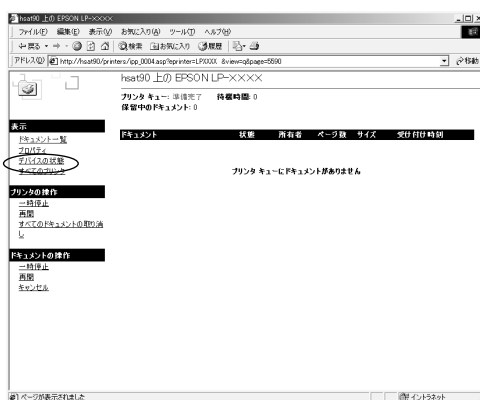 hsat90 上の EPSON LP-××××
ファイル(F) 編集(E) 表示(V) お気に入り(A) ツール(T) ヘルプ(H)
戻る 検索 お気に入り 履歴
アドレス(D) http://hsat90/printers/ipp_0004.asp?eprinter=LPXXXX &view=q&page=5590 移動
hsat90 上の EPSON LP-××××
プリンタ キュー: 準備完了 待機時間: 0
保留中のドキュメント: 0
表示
ドキュメント一覧
プロパティ
デバイスの状態
すべてのプリンタ
ドキュメント 状態 所有者 ページ数 サイズ 受け付け時刻
プリンタ キューにドキュメントがありません
プリンタの操作
一時停止
再開
すべてのドキュメントの取り消
し
ドキュメントの操作
一時停止
再開
キャンセル
ページが表示されました
イントラネット